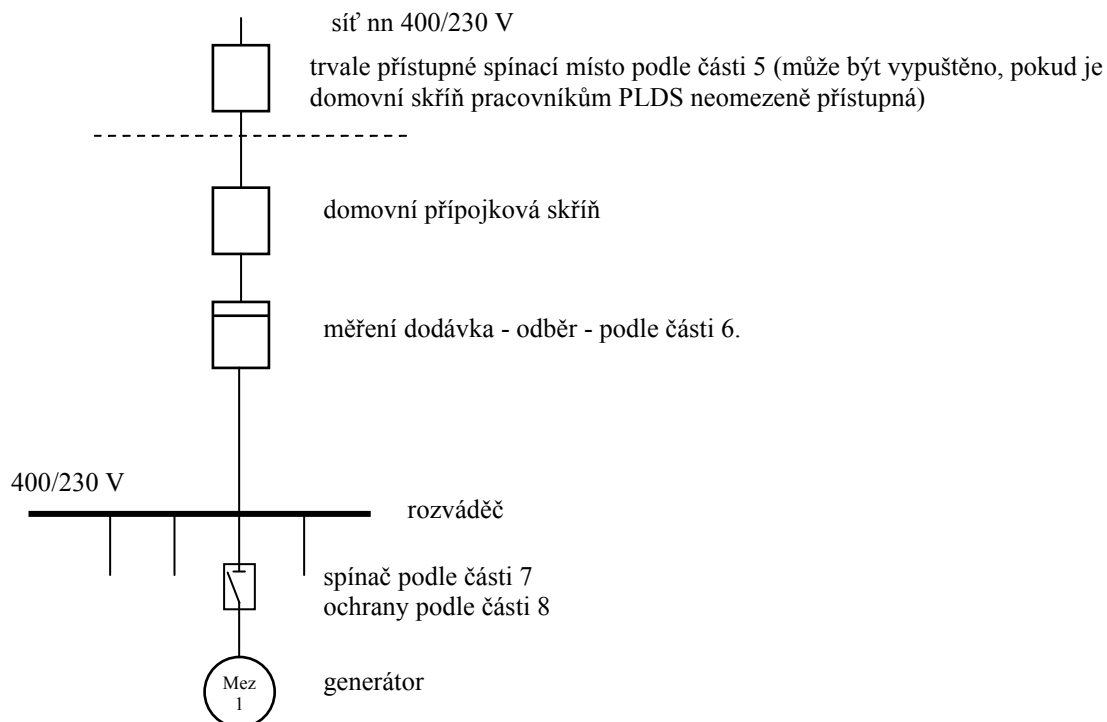 síť nn 400/230 V
trvale přístupné spínací místo podle části 5 (může být vypuštěno, pokud je
domovní skříň pracovníkům PLDS neomezeně přístupná)
domovní přípojková skříň
měření dodávka - odběr - podle části 6.
400/230 V
rozváděč
spínač podle části 7
ochrany podle části 8
Mez
1
generátor